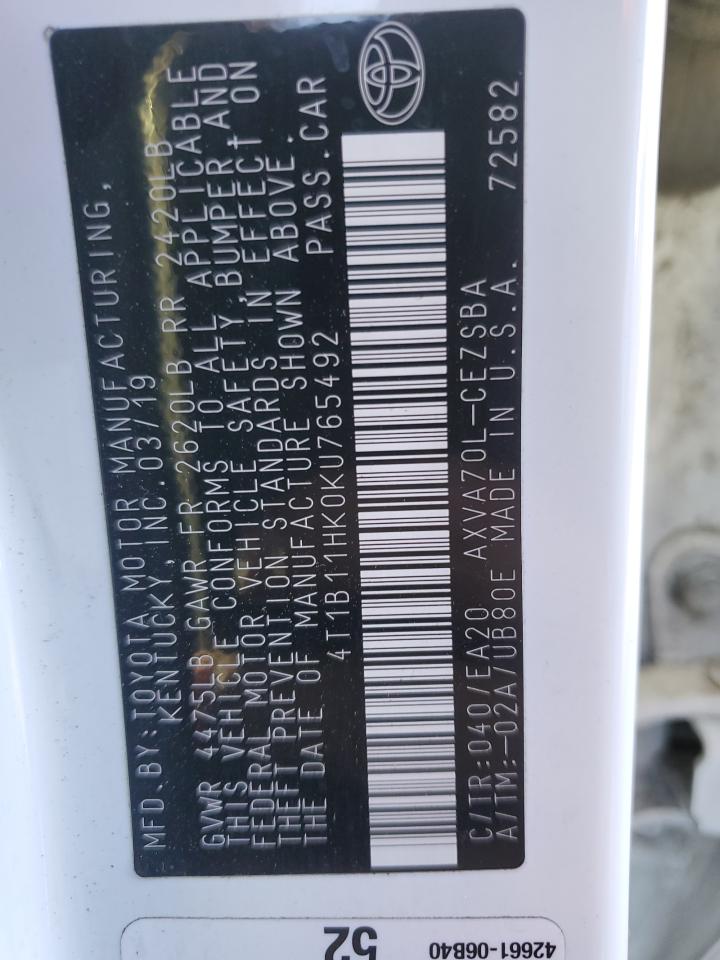 MFD.BY:TOYOTA MOTOR MANUFACTURING,
KENTUCKY, INC.03/19
GVWR 4475LB GAWR FR 2620LB RR 2420LB
THIS VEHICLE CONFORMS TO ALL APPLICABLE
FEDERAL MOTOR VEHICLE SAFETY,BUMPER,AND
THEFT PREVENTION STANDARDS IN EFFECT ON
THE DATE OF MANUFACTURE SHOWN ABOVE.
4T1B11HK0KU765492 PASS.CAR
C/TR:040/EA20 AXVA70L-CEZSBA
A/TM:-02A/UB80E MADE IN U.S.A. 72582
52
42661-06B40